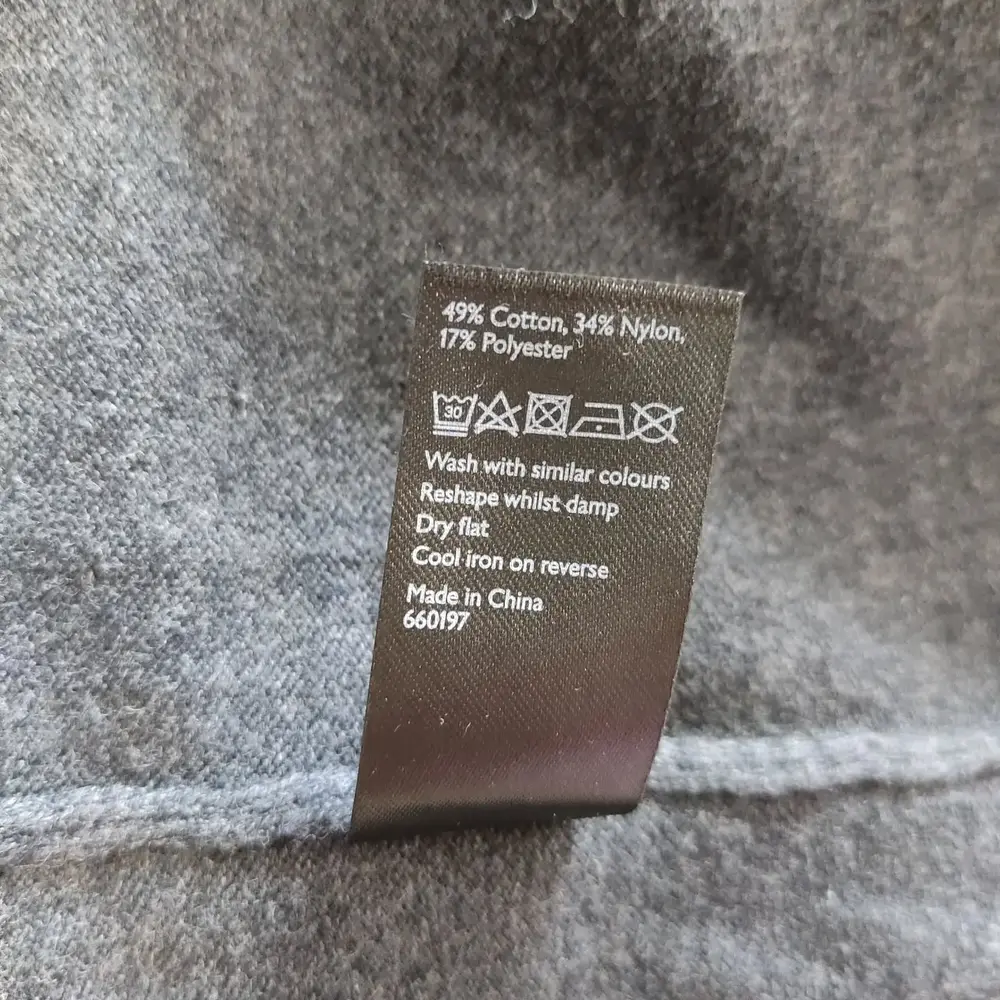 49% Cotton, 34% Nylon,
17% Polyester
30
Wash with similar colours
Reshape whilst damp
Dry flat
Cool iron on reverse
Made in China
660197